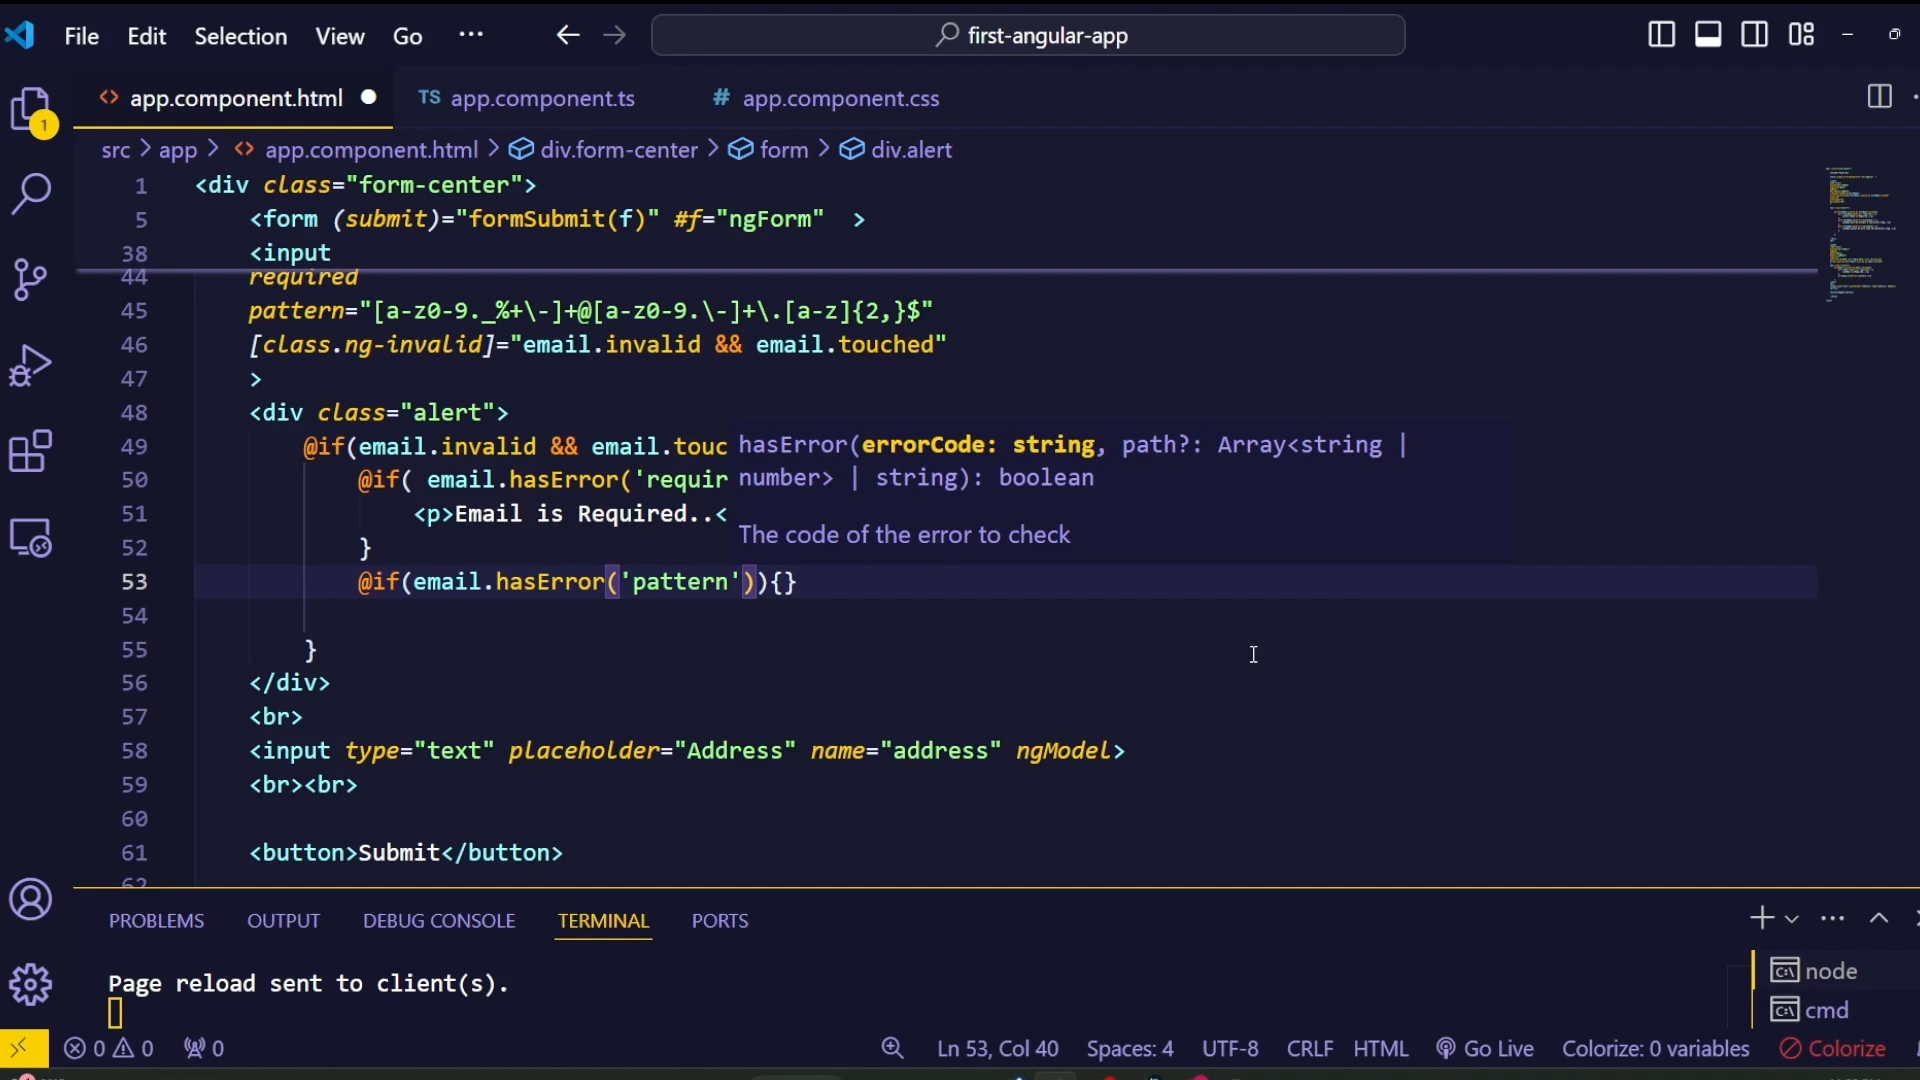 File Edit Selection View Go ··· first-angular-app
app.component.html TS app.component.ts # app.component.css
1
src > app > <> app.component.html > div.form-center > form > div.alert
1 <div class="form-center">
5 <form (submit)="formSubmit(f)" #f="ngForm" >
38 <input
44 required
45 pattern="[a-z0-9._%+\-]+@[a-z0-9.\-]+\.[a-z]{2,}$"
46 [class.ng-invalid]="email.invalid && email.touched"
47 >
48 <div class="alert">
49 @if(email.invalid && email.touc
hasError(errorCode: string, path?: Array<string |
50 @if( email.hasError('requir
number> | string): boolean
51 <p>Email is Required..<
The code of the error to check
52 }
53 @if(email.hasError('pattern')){}
54
55 }
56 </div>
57 <br>
58 <input type="text" placeholder="Address" name="address" ngModel>
59 <br><br>
60
61 <button>Submit</button>
62
PROBLEMS OUTPUT DEBUG CONSOLE TERMINAL PORTS
Page reload sent to client(s).
node
cmd
0 0 0 Ln 53, Col 40 Spaces: 4 UTF-8 CRLF HTML Go Live Colorize: 0 variables Colorize